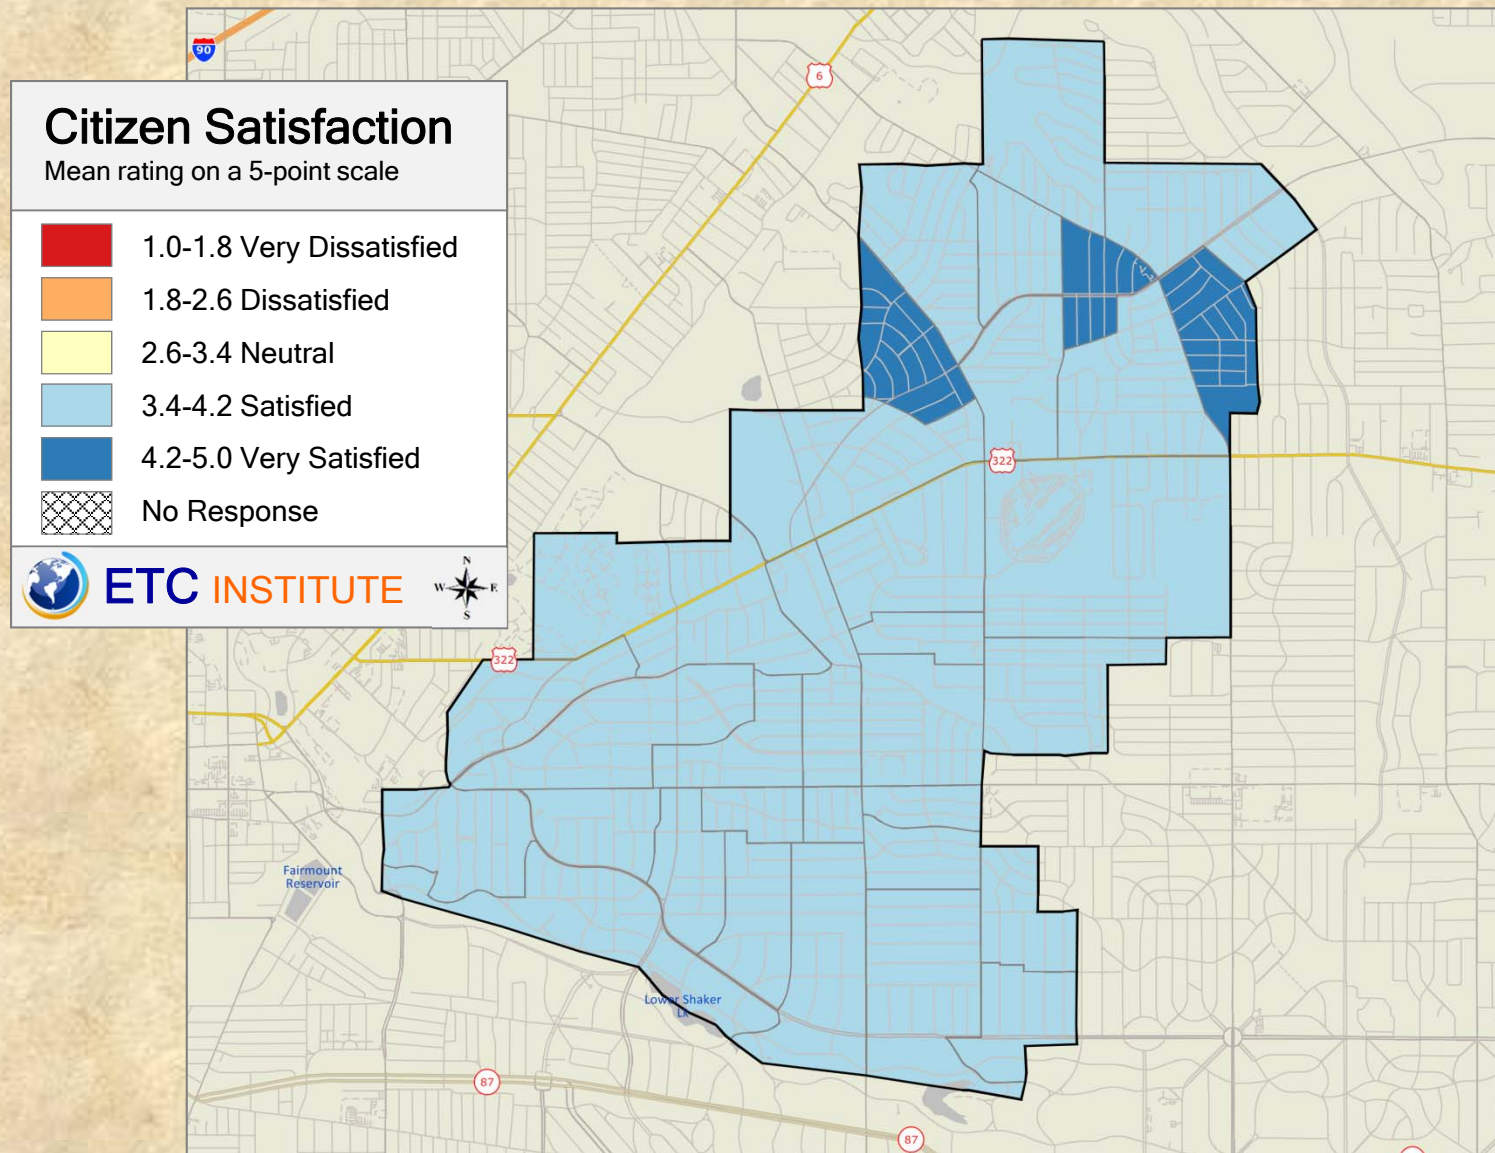 90
6
Citizen Satisfaction
Mean rating on a 5-point scale
1.0-1.8 Very Dissatisfied
1.8-2.6 Dissatisfied
2.6-3.4 Neutral
3.4-4.2 Satisfied
4.2-5.0 Very Satisfied
No Response
ETC INSTITUTE
N
W E
S
322
322
Fairmount
Reservoir
Lower Shaker
Lk
87
87